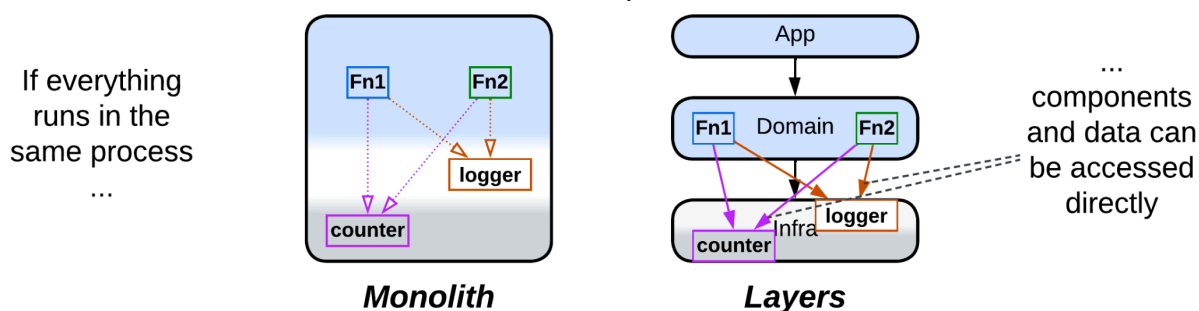 If everything
runs in the
same process
...
Fn1
Fn2
logger
counter
Monolith
App
Fn1
Domain
Fn2
logger
Infra
counter
Layers
...
components
and data can
be accessed
directly